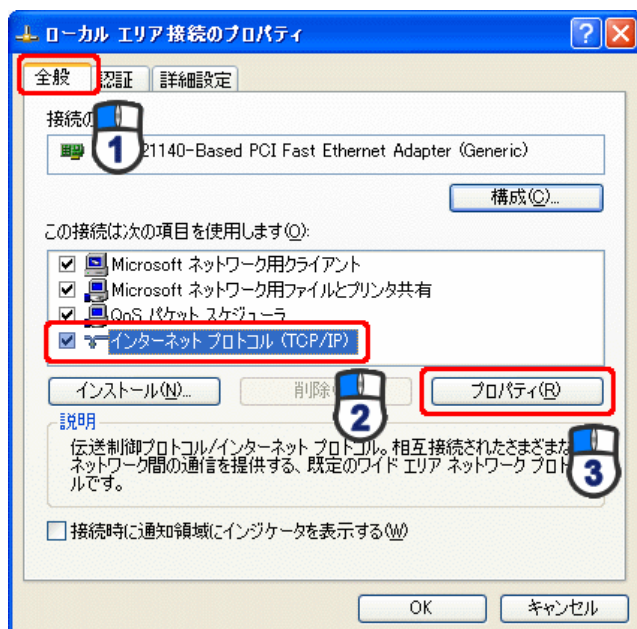 ローカル エリア接続のプロパティ
全般
認証
詳細設定
接続の
1
21140-Based PCI Fast Ethernet Adapter (Generic)
構成(C)...
この接続は次の項目を使用します(O):
Microsoft ネットワーク用クライアント
Microsoft ネットワーク用ファイルとプリンタ共有
QoS パケット スケジューラ
インターネット プロトコル (TCP/IP)
インストール(N)...
削除
プロパティ(R)
2
説明
伝送制御プロトコル/インターネット プロトコル。相互接続されたさまざまな
ネットワーク間の通信を提供する、既定のワイド エリア ネットワーク プロト
ルです。
3
接続時に通知領域にインジケータを表示する(W)
OK
キャンセル